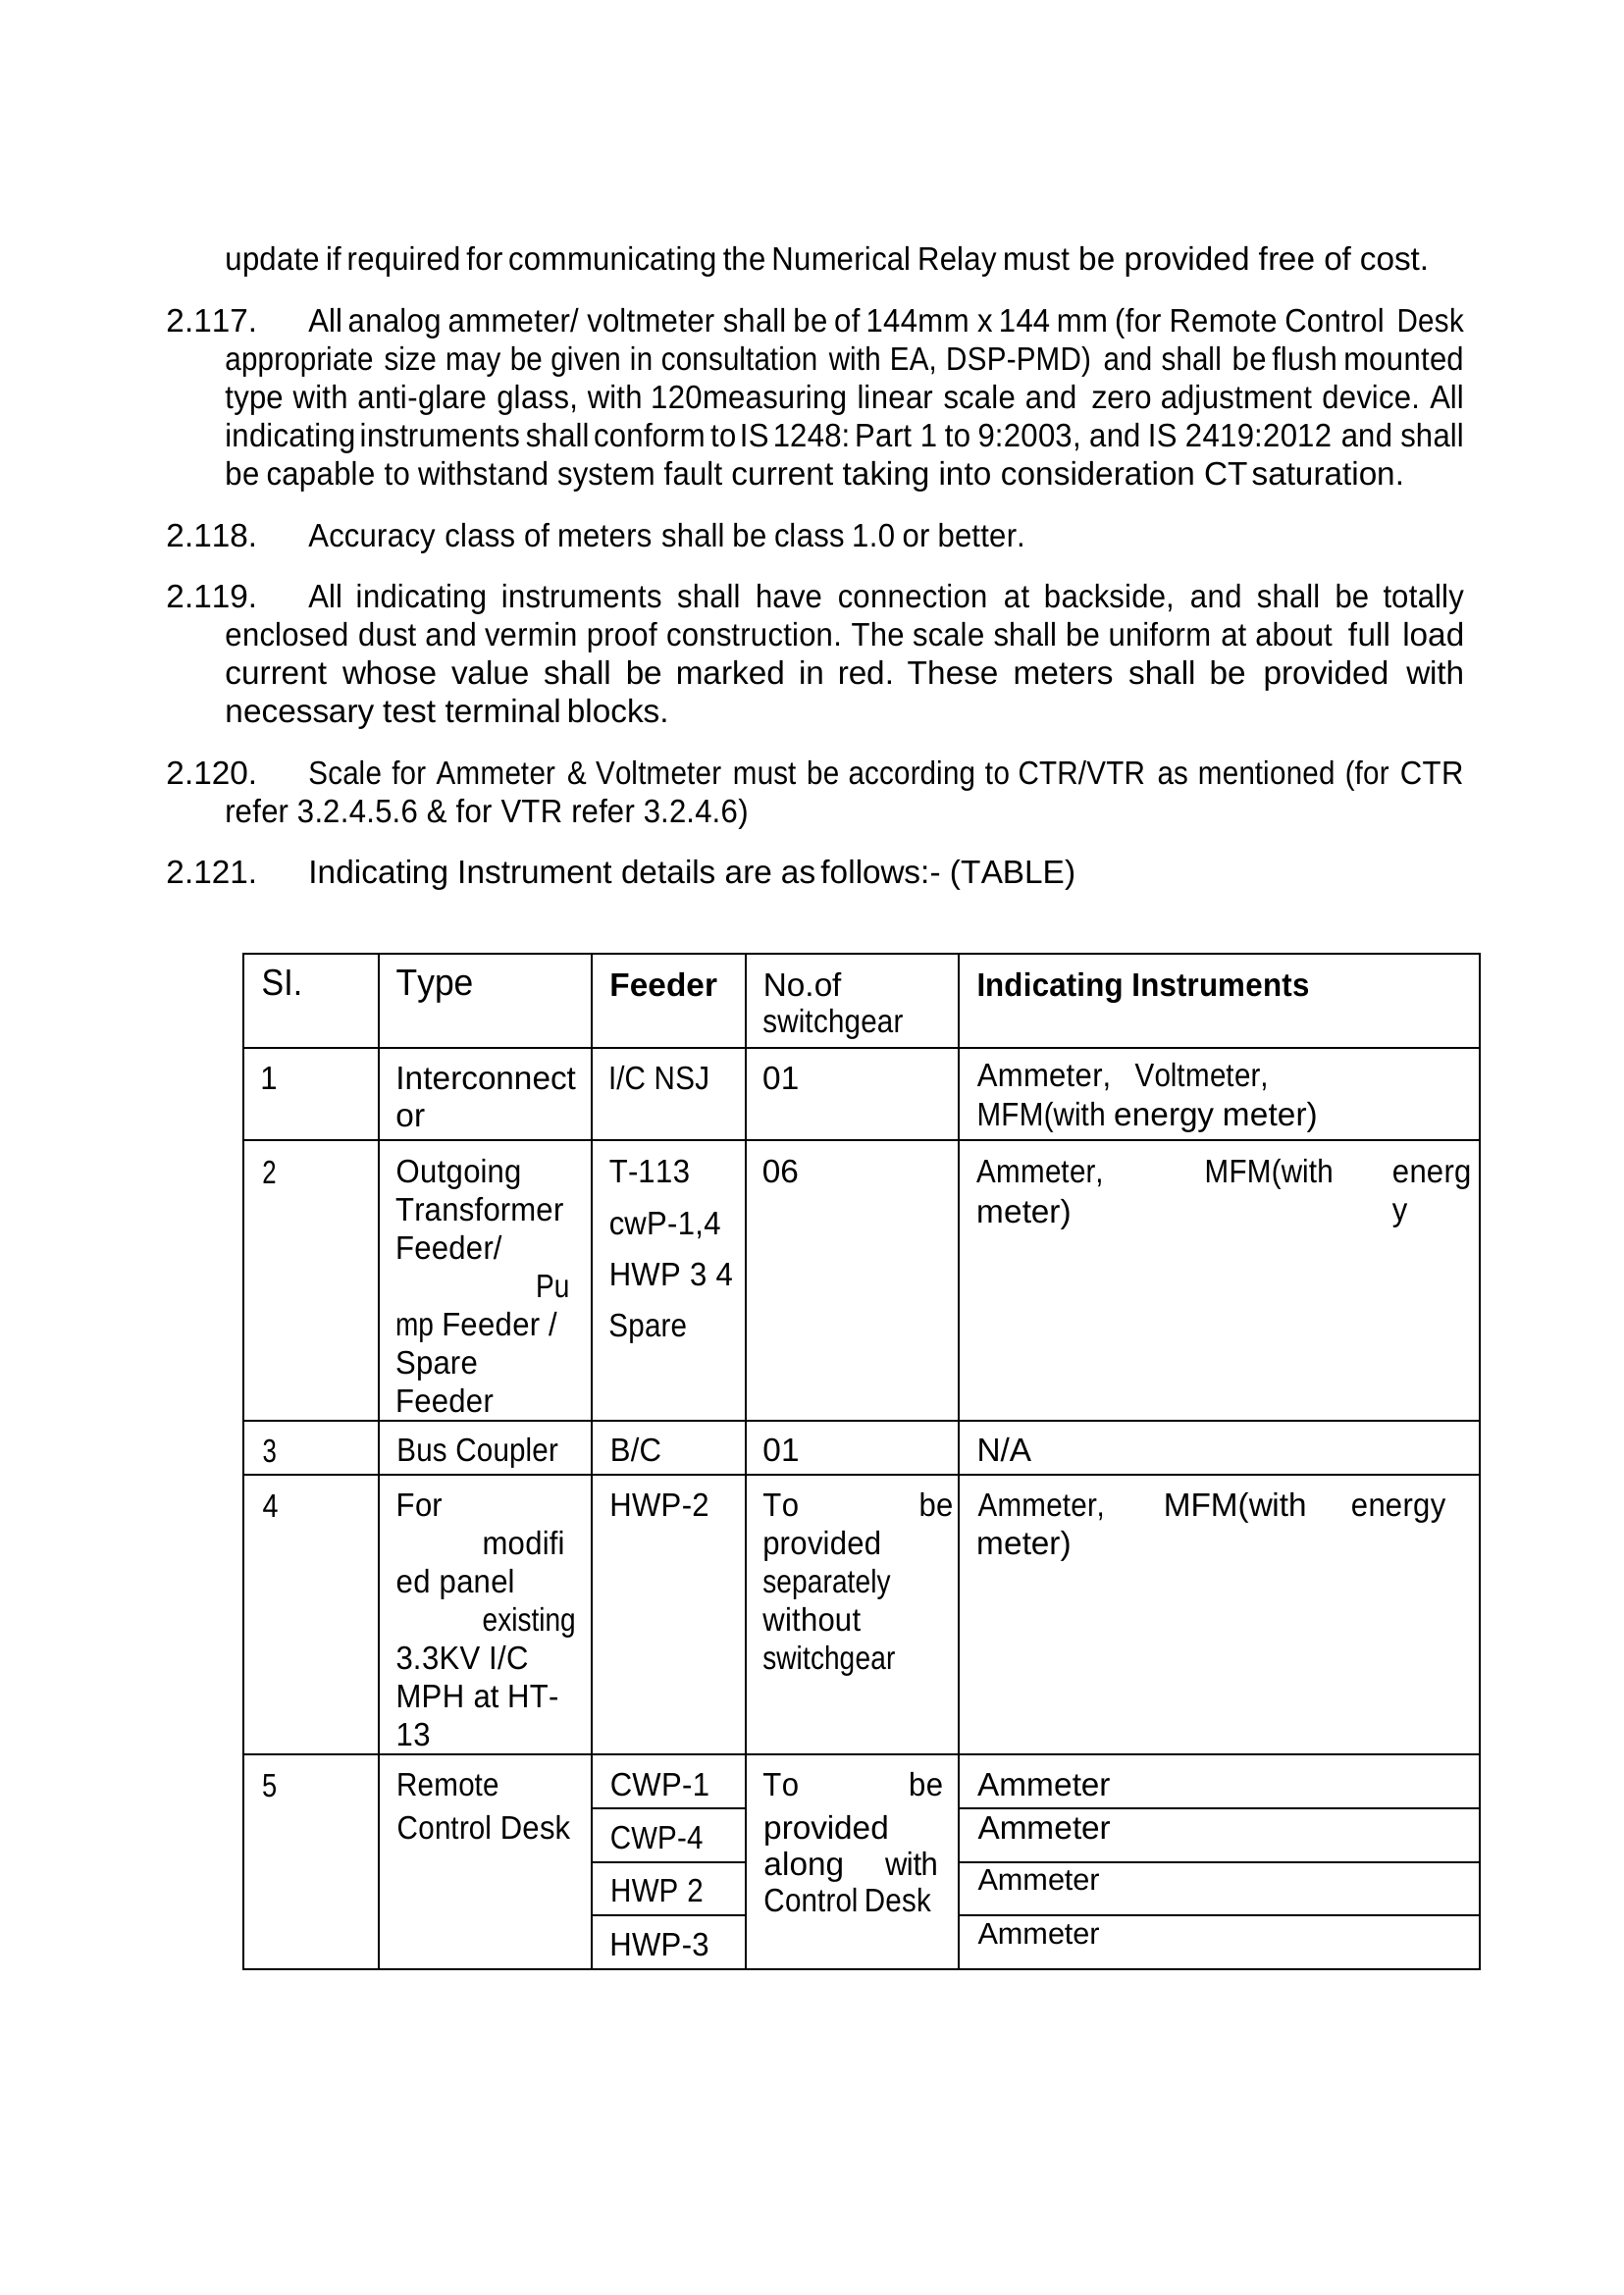 update if required for communicating the Numerical Relay must be provided free of cost.
2.117. All analog ammeter/ voltmeter shall be of 144mm x 144 mm (for Remote Control Desk
appropriate size may be given in consultation with EA, DSP-PMD) and shall be flush mounted
type with anti-glare glass, with 120measuring linear scale and zero adjustment device. All
indicating instruments shall conform to IS 1248: Part 1 to 9:2003, and IS 2419:2012 and shall
be capable to withstand system fault current taking into consideration CT saturation.
2.118. Accuracy class of meters shall be class 1.0 or better.
2.119. All indicating instruments shall have connection at backside, and shall be totally
enclosed dust and vermin proof construction. The scale shall be uniform at about full load
current whose value shall be marked in red. These meters shall be provided with
necessary test terminal blocks.
2.120. Scale for Ammeter & Voltmeter must be according to CTR/VTR as mentioned (for CTR
refer 3.2.4.5.6 & for VTR refer 3.2.4.6)
2.121. Indicating Instrument details are as follows:- (TABLE)
SI. Type Feeder No.of Indicating Instruments
switchgear
1 Interconnect I/C NSJ 01 Ammeter, Voltmeter,
or MFM(with energy meter)
2 Outgoing T-113 06 Ammeter, MFM(with energ
Transformer cwP-1,4 meter) y
Feeder/ HWP 3 4
Pu
mp Feeder / Spare
Spare
Feeder
3 Bus Coupler B/C 01 N/A
4 For HWP-2 To be Ammeter, MFM(with energy
modifi provided meter)
ed panel separately
existing without
3.3KV I/C switchgear
MPH at HT-
13
5 Remote CWP-1 To be Ammeter
Control Desk CWP-4 provided Ammeter
along with
HWP 2 Control Desk Ammeter
HWP-3 Ammeter